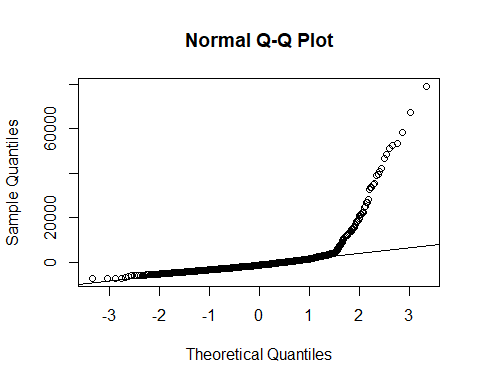 Normal Q-Q Plot
Sample Quantiles
60000
20000
0
-3 -2 -1 0 1 2 3
Theoretical Quantiles